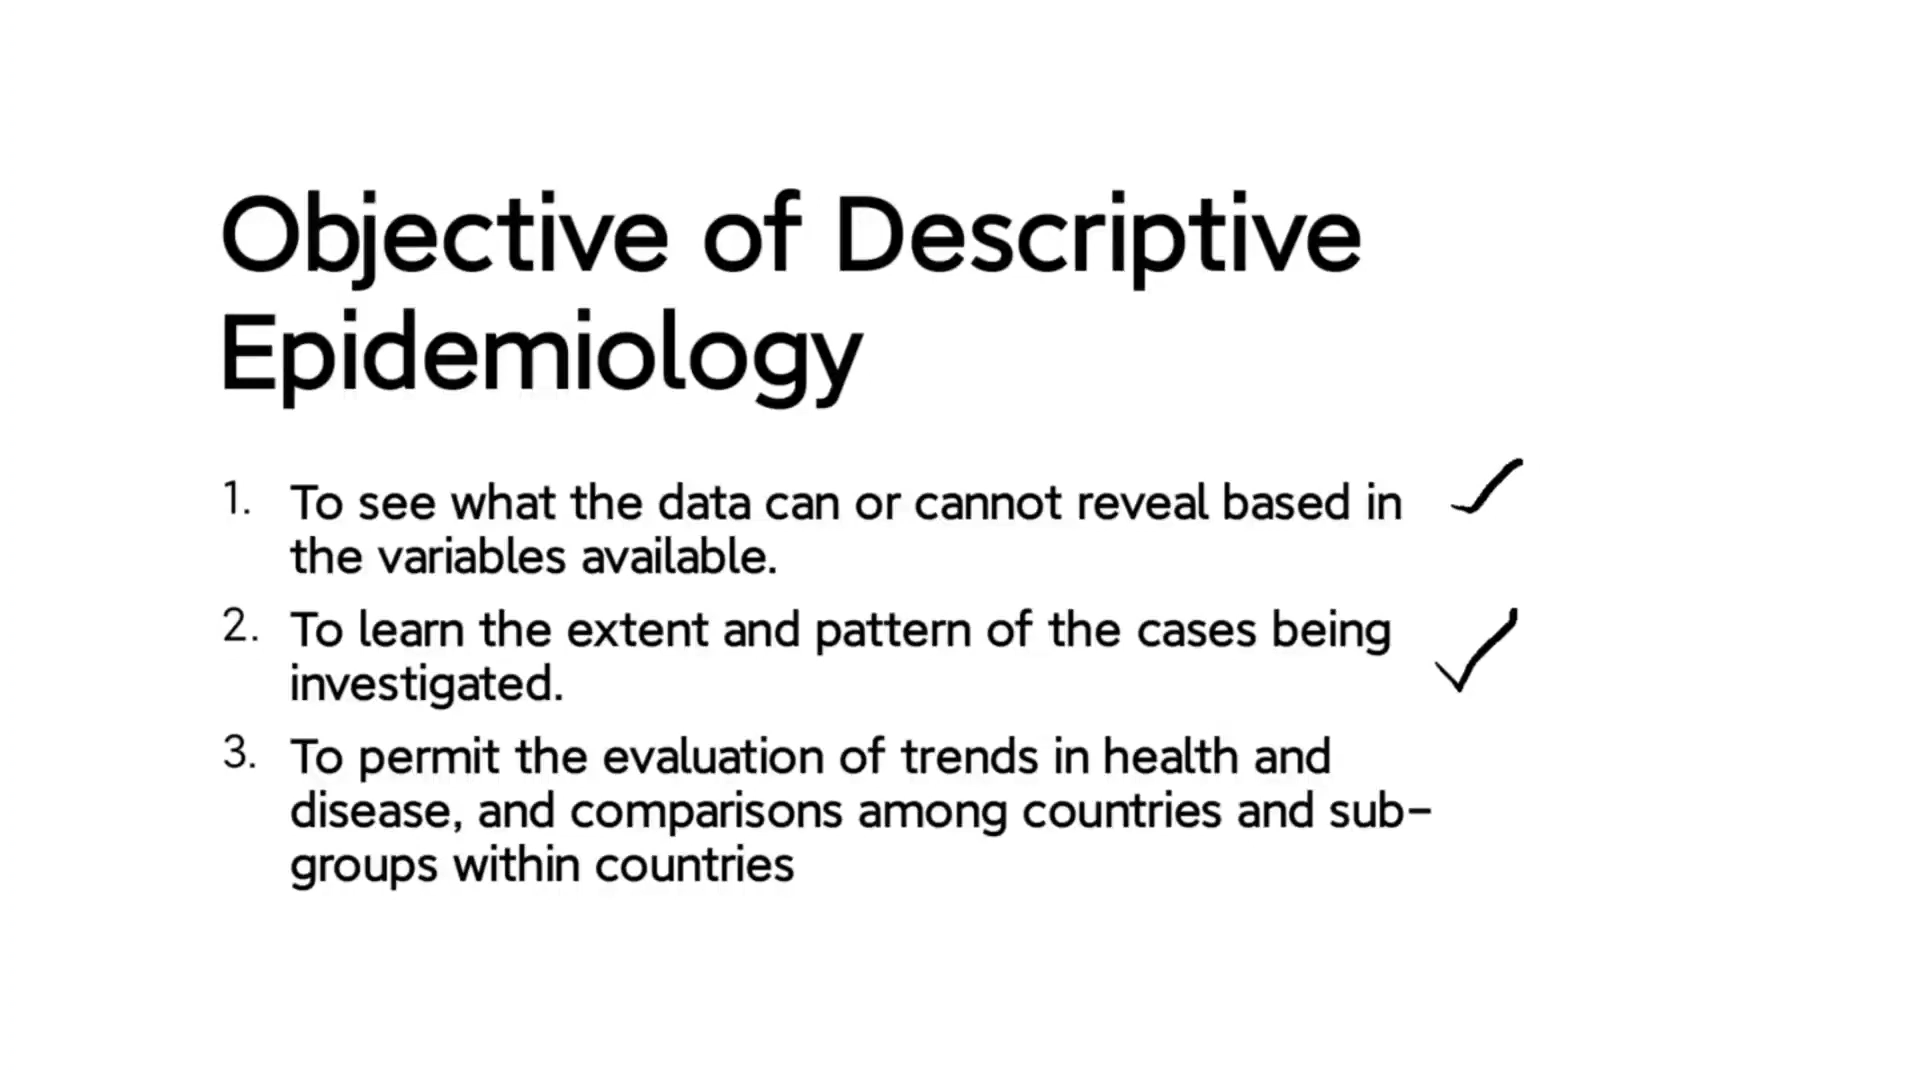 Objective of Descriptive
Epidemiology
1. To see what the data can or cannot reveal based in
the variables available.
2. To learn the extent and pattern of the cases being
investigated.
3. To permit the evaluation of trends in health and
disease, and comparisons among countries and sub-
groups within countries